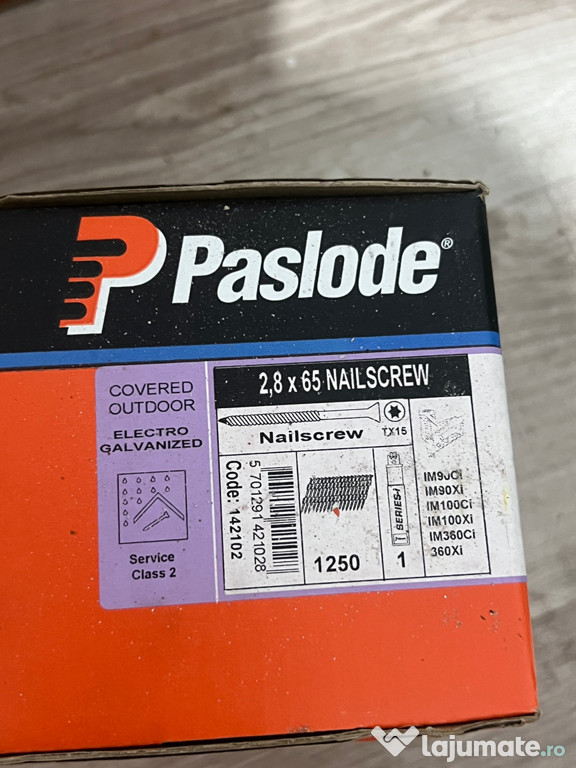 Paslode®
2,8 x 65 NAILSCREW
COVERED
OUTDOOR
ELECTRO
GALVANIZED
Service
Class 2
Nailscrew
TX15
Code: 142102
5 701291 421028
1250
SERIES-i
1
IM90Ci
IM90Xi
IM100Ci
IM100Xi
IM360Ci
360Xi
lajumate.ro